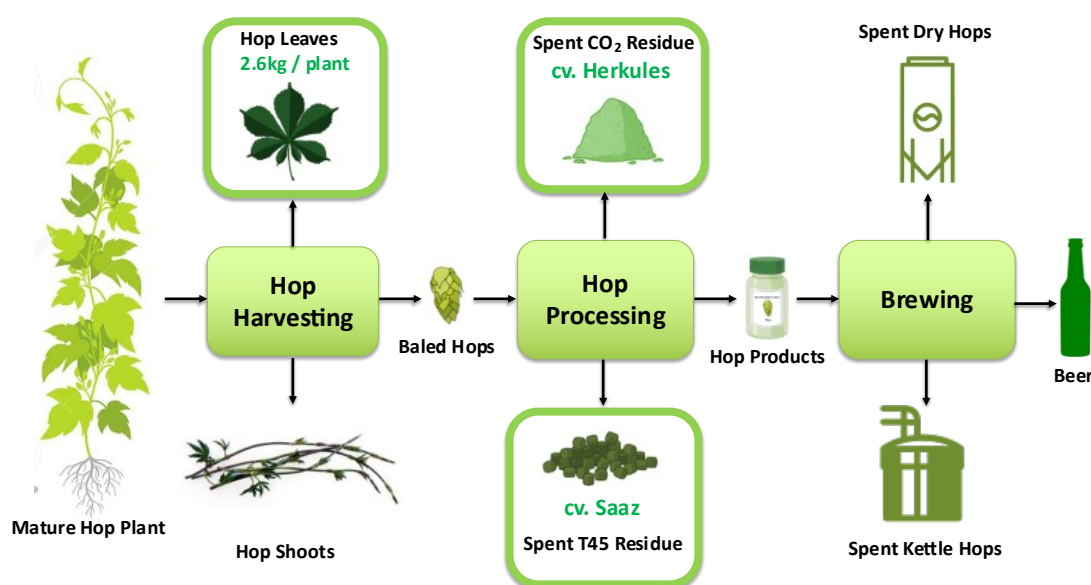 Hop Leaves
2.6kg / plant
Spent CO₂ Residue
cv. Herkules
Spent Dry Hops
Hop
Harvesting
Baled Hops
Hop
Processing
Hop Products
Brewing
Beer
Mature Hop Plant
Hop Shoots
cv. Saaz
Spent T45 Residue
Spent Kettle Hops